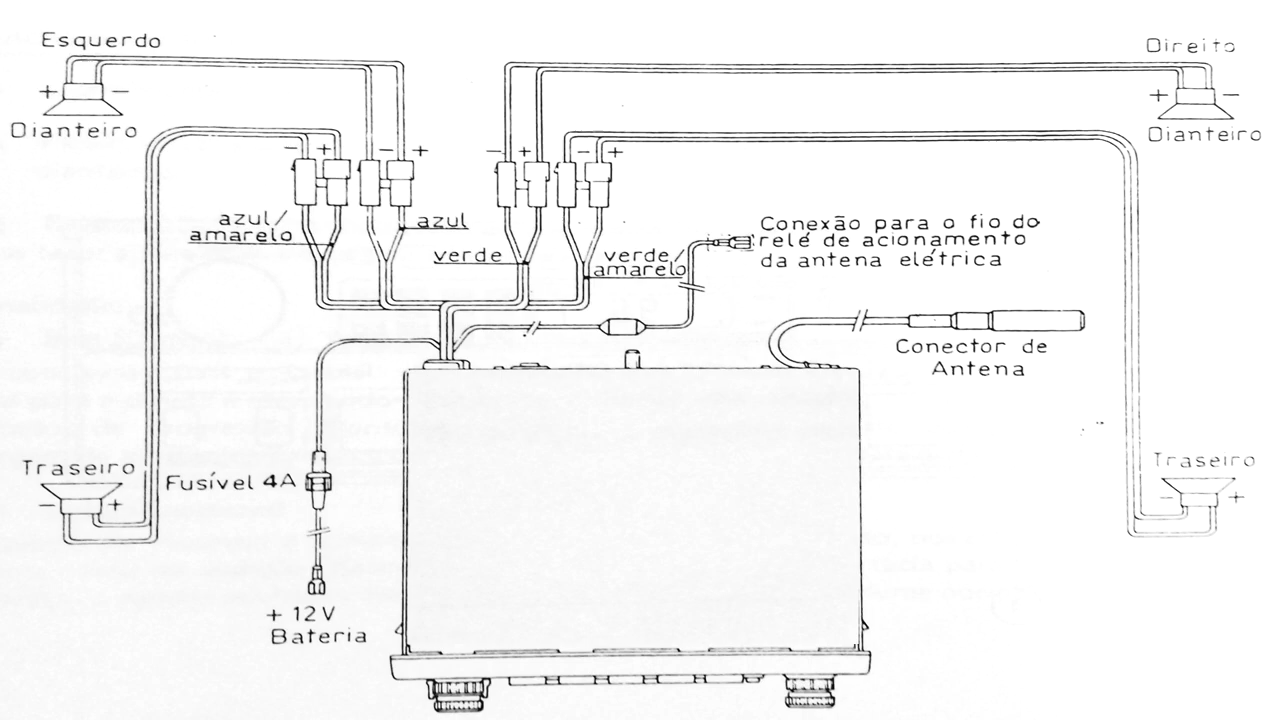 Esquerdo
+ -
Dianteiro
Direito
+ -
Dianteiro
- + - + - + - +
azul/
amarelo
azul
verde
verde/
amarelo
Conexão para o fio do
relé de acionamento
da antena elétrica
Conector de
Antena
Traseiro
- +
Fusível 4A
+ 12V
Bateria
Traseiro
- +